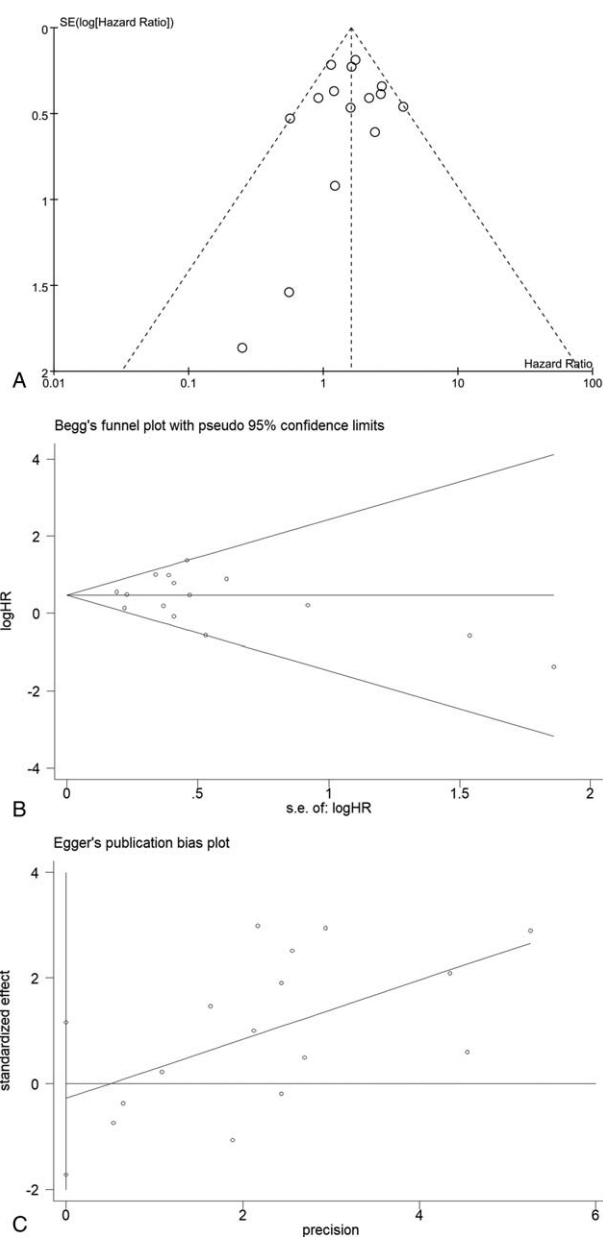 SE(log[Hazard Ratio])
0
0.5
1
1.5
2
Hazard Ratio
0.01
0.1
1
10
100
A
Begg's funnel plot with pseudo 95% confidence limits
4
2
0
-2
-4
logHR
0
.5
1
1.5
2
s.e. of: logHR
B
Egger's publication bias plot
4
2
0
-2
standardized effect
0
2
4
6
precision
C